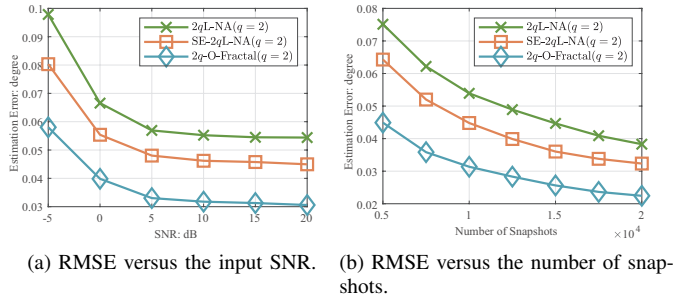 0.1
0.09
0.08
0.07
0.06
0.05
0.04
0.03
Estimation Error: degree
-5 0 5 10 15 20
SNR: dB
2qL-NA(q = 2)
SE-2qL-NA(q = 2)
2q-O-Fractal(q = 2)
(a) RMSE versus the input SNR.
0.08
0.07
0.06
0.05
0.04
0.03
0.02
Estimation Error: degree
0.5 1 1.5 2
Number of Snapshots ×10⁴
2qL-NA(q = 2)
SE-2qL-NA(q = 2)
2q-O-Fractal(q = 2)
(b) RMSE versus the number of snap-
shots.